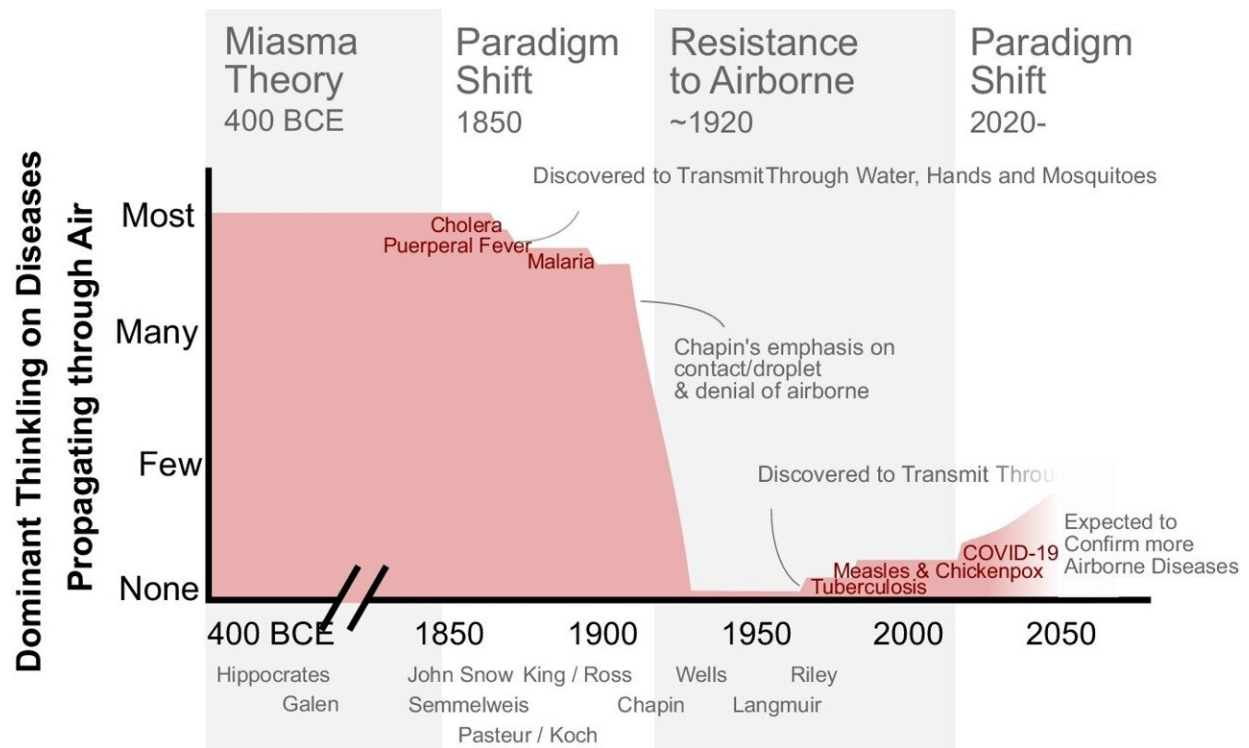 Miasma
Theory
400 BCE
Paradigm
Shift
1850
Resistance
to Airborne
~1920
Paradigm
Shift
2020-
Dominant Thinkling on Diseases
Propagating through Air
Most
Many
Few
None
Discovered to TransmitThrough Water, Hands and Mosquitoes
Cholera
Puerperal Fever
Malaria
Chapin's emphasis on
contact/droplet
& denial of airborne
Discovered to Transmit Throu
COVID-19
Measles & Chickenpox
Tuberculosis
Expected to
Confirm more
Airborne Diseases
400 BCE 1850 1900 1950 2000 2050
Hippocrates John Snow King / Ross Wells Riley
Galen Semmelweis Chapin Langmuir
Pasteur / Koch